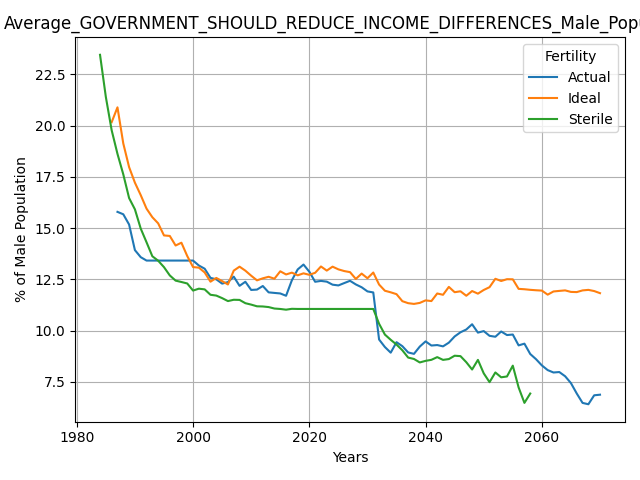 Average_GOVERNMENT_SHOULD_REDUCE_INCOME_DIFFERENCES_Male_Popu
Fertility
Actual
Ideal
Sterile
% of Male Population
22.5
20.0
17.5
15.0
12.5
10.0
7.5
1980
2000
2020
2040
2060
Years